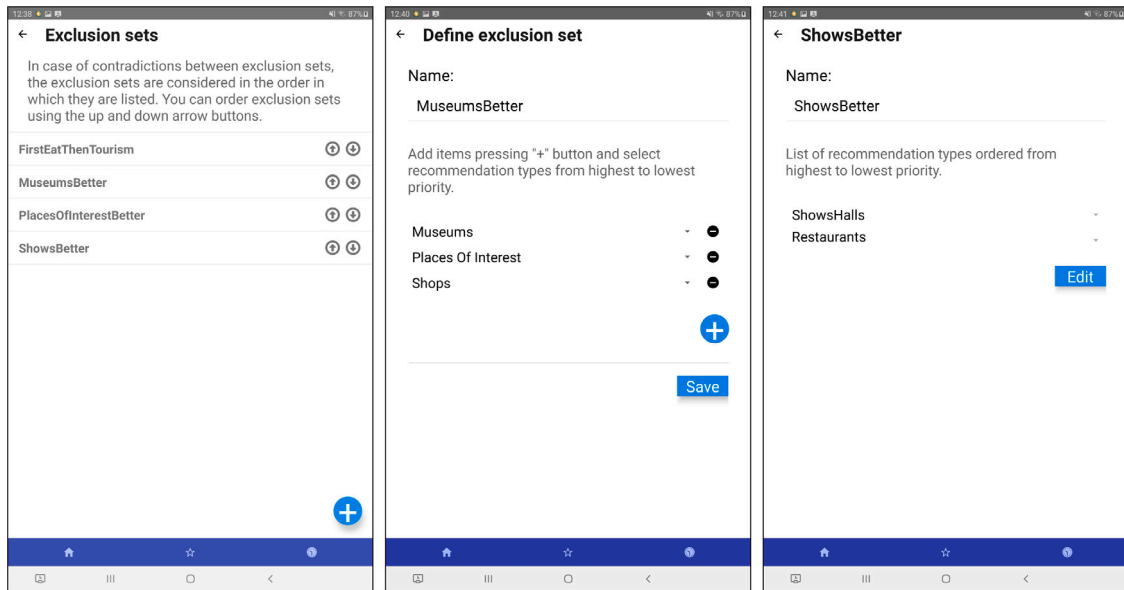 12:38
87%
Exclusion sets
In case of contradictions between exclusion sets,
the exclusion sets are considered in the order in
which they are listed. You can order exclusion sets
using the up and down arrow buttons.
FirstEatThenTourism
MuseumsBetter
PlacesOfInterestBetter
ShowsBetter
12:40
87%
Define exclusion set
Name:
MuseumsBetter
Add items pressing "+" button and select
recommendation types from highest to lowest
priority.
Museums
Places Of Interest
Shops
Save
12:41
87%
ShowsBetter
Name:
ShowsBetter
List of recommendation types ordered from
highest to lowest priority.
ShowsHalls
Restaurants
Edit